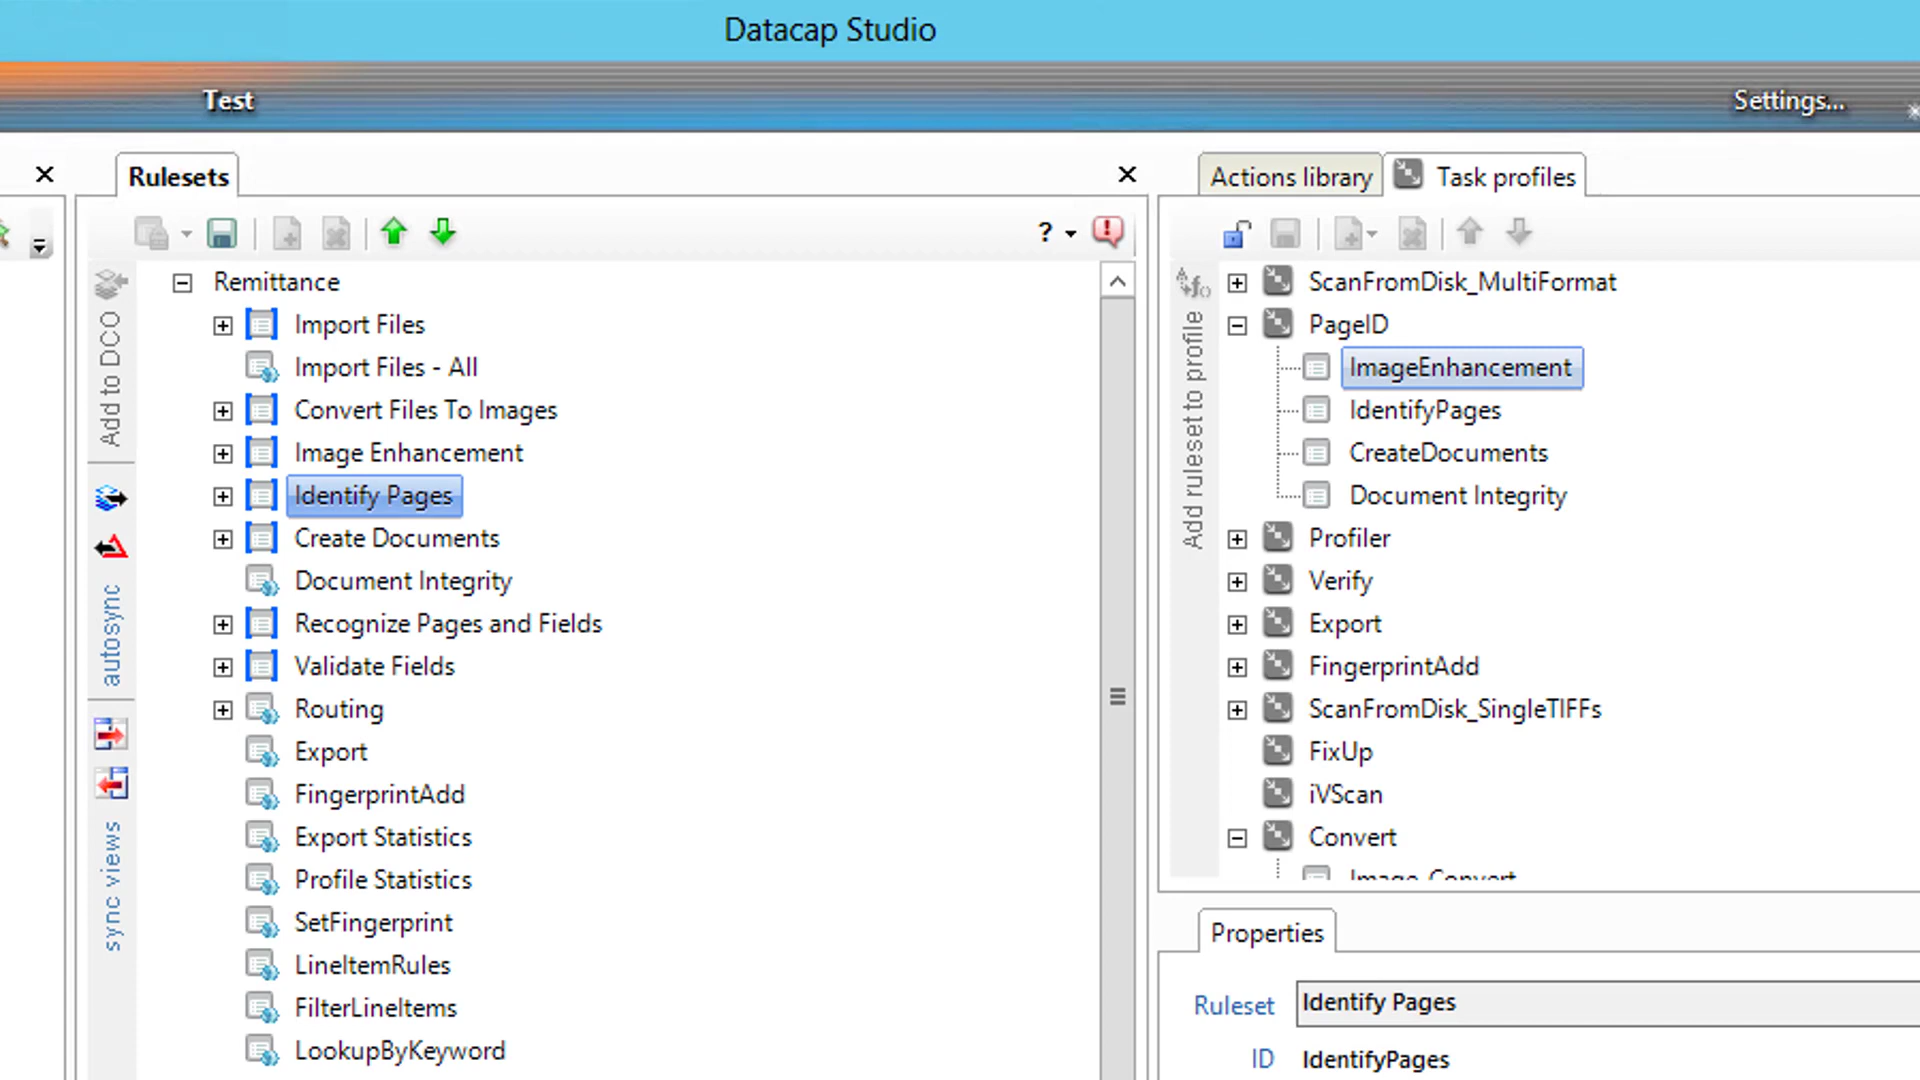 Datacap Studio
Test
Settings...
Rulesets
Actions library
Task profiles
?
Add to DCO
autosync
sync views
Remittance
Import Files
Import Files - All
Convert Files To Images
Image Enhancement
Identify Pages
Create Documents
Document Integrity
Recognize Pages and Fields
Validate Fields
Routing
Export
FingerprintAdd
Export Statistics
Profile Statistics
SetFingerprint
LineItemRules
FilterLineItems
LookupByKeyword
Add ruleset to profile
ScanFromDisk_MultiFormat
PageID
ImageEnhancement
IdentifyPages
CreateDocuments
Document Integrity
Profiler
Verify
Export
FingerprintAdd
ScanFromDisk_SingleTIFFs
FixUp
iVScan
Convert
Image Convert
Properties
Ruleset Identify Pages
ID IdentifyPages